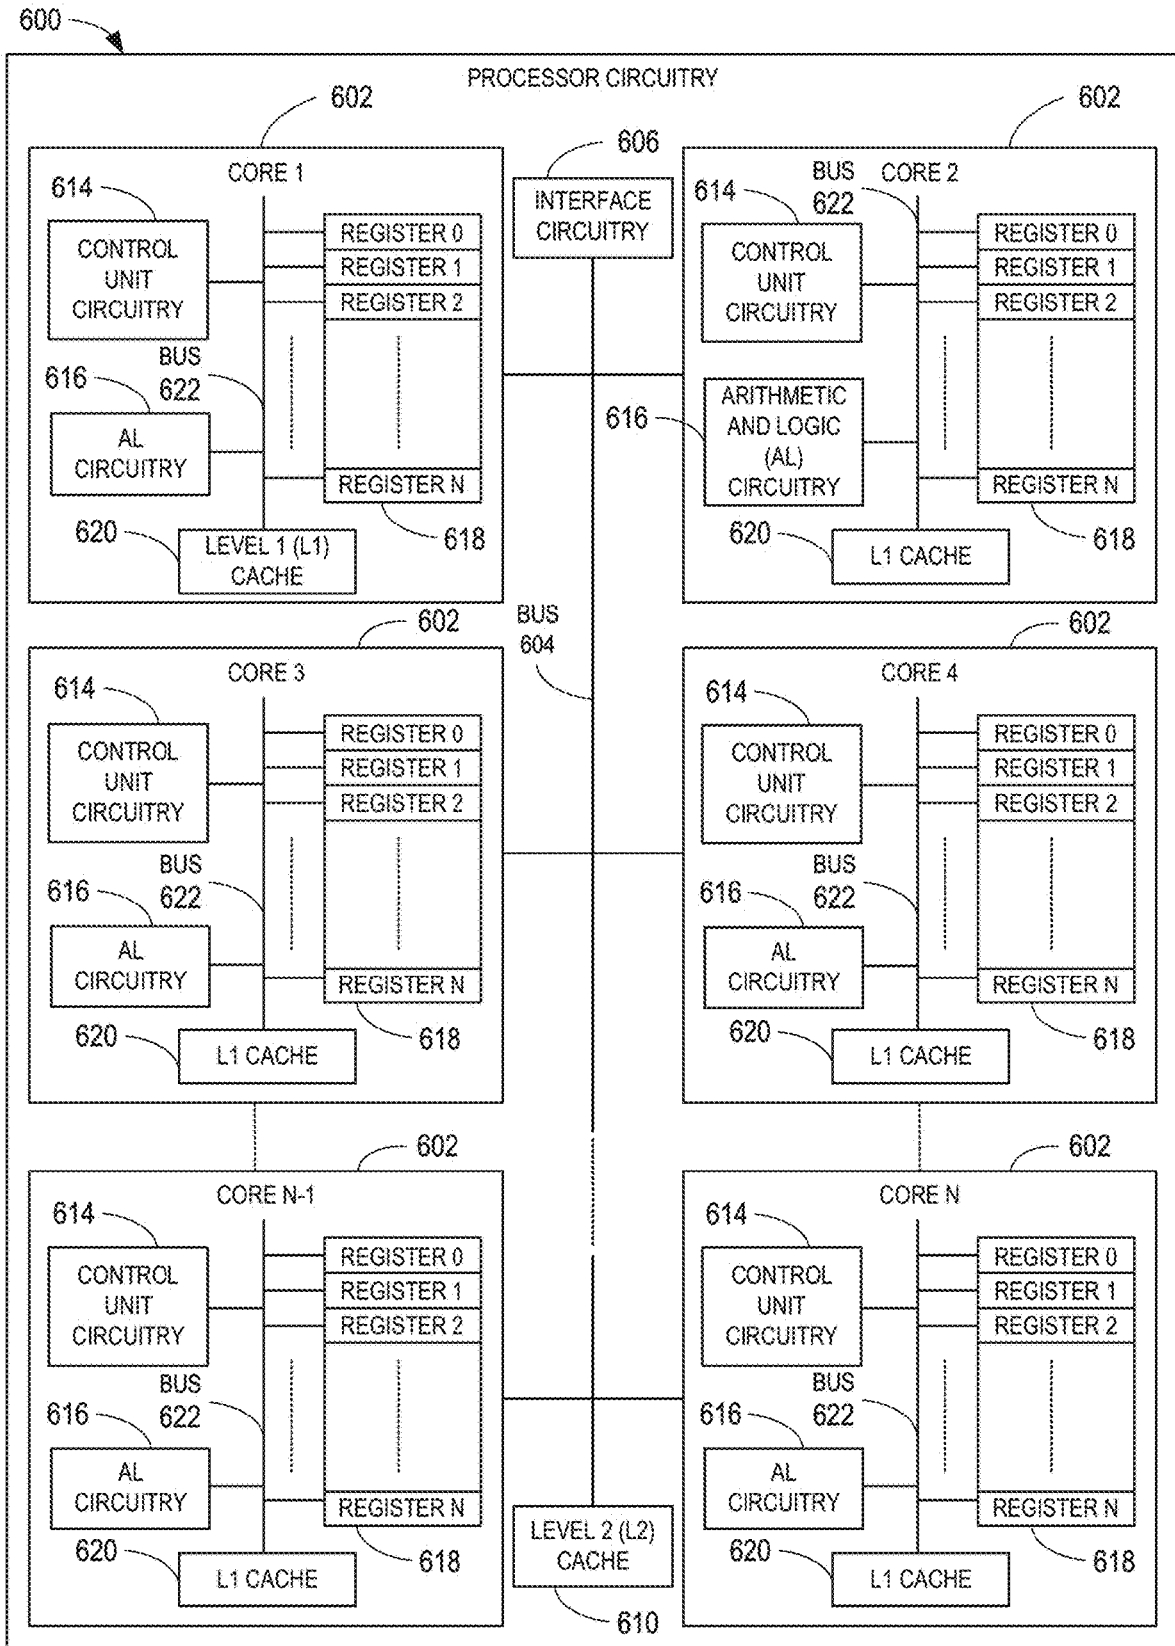 600
PROCESSOR CIRCUITRY
602
CORE 1
614
CONTROL
UNIT
CIRCUITRY
REGISTER 0
REGISTER 1
REGISTER 2
BUS
622
616
AL
CIRCUITRY
REGISTER N
618
620
LEVEL 1 (L1)
CACHE
606
INTERFACE
CIRCUITRY
602
CORE 2
BUS
622
614
CONTROL
UNIT
CIRCUITRY
REGISTER 0
REGISTER 1
REGISTER 2
616
ARITHMETIC
AND LOGIC
(AL)
CIRCUITRY
REGISTER N
618
620
L1 CACHE
BUS
604
602
CORE 3
614
CONTROL
UNIT
CIRCUITRY
REGISTER 0
REGISTER 1
REGISTER 2
BUS
622
616
AL
CIRCUITRY
REGISTER N
618
620
L1 CACHE
602
CORE 4
614
CONTROL
UNIT
CIRCUITRY
REGISTER 0
REGISTER 1
REGISTER 2
BUS
622
616
AL
CIRCUITRY
REGISTER N
618
620
L1 CACHE
602
CORE N-1
614
CONTROL
UNIT
CIRCUITRY
REGISTER 0
REGISTER 1
REGISTER 2
BUS
622
616
AL
CIRCUITRY
REGISTER N
618
620
L1 CACHE
LEVEL 2 (L2)
CACHE
610
602
CORE N
614
CONTROL
UNIT
CIRCUITRY
REGISTER 0
REGISTER 1
REGISTER 2
BUS
622
616
AL
CIRCUITRY
REGISTER N
618
620
L1 CACHE